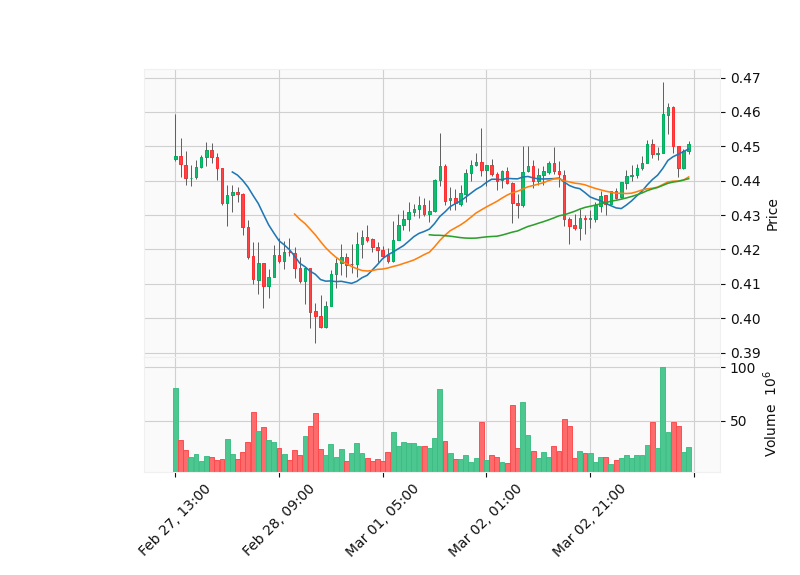 0.47
0.46
0.45
0.44
0.43
0.42
0.41
0.40
0.39
Price
100
50
Volume 10⁶
Feb 27, 13:00
Feb 28, 09:00
Mar 01, 05:00
Mar 02, 01:00
Mar 02, 21:00